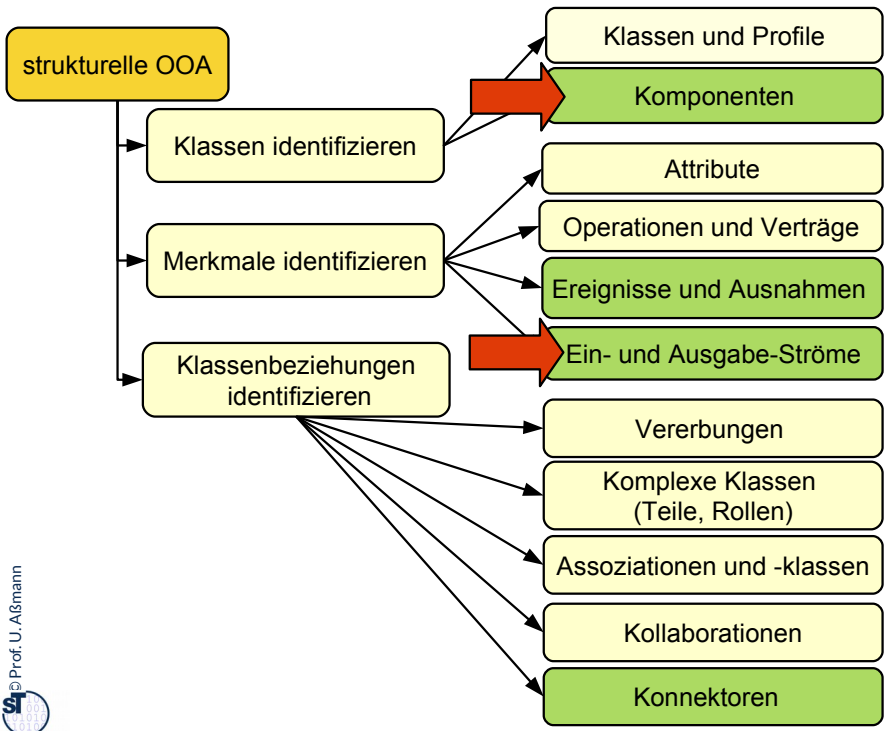 strukturelle OOA
Klassen identifizieren
Klassen und Profile
Komponenten
Merkmale identifizieren
Attribute
Operationen und Verträge
Ereignisse und Ausnahmen
Ein- und Ausgabe-Ströme
Klassenbeziehungen
identifizieren
Vererbungen
Komplexe Klassen
(Teile, Rollen)
Assoziationen und -klassen
Kollaborationen
Konnektoren
© Prof. U. Aßmann
ST